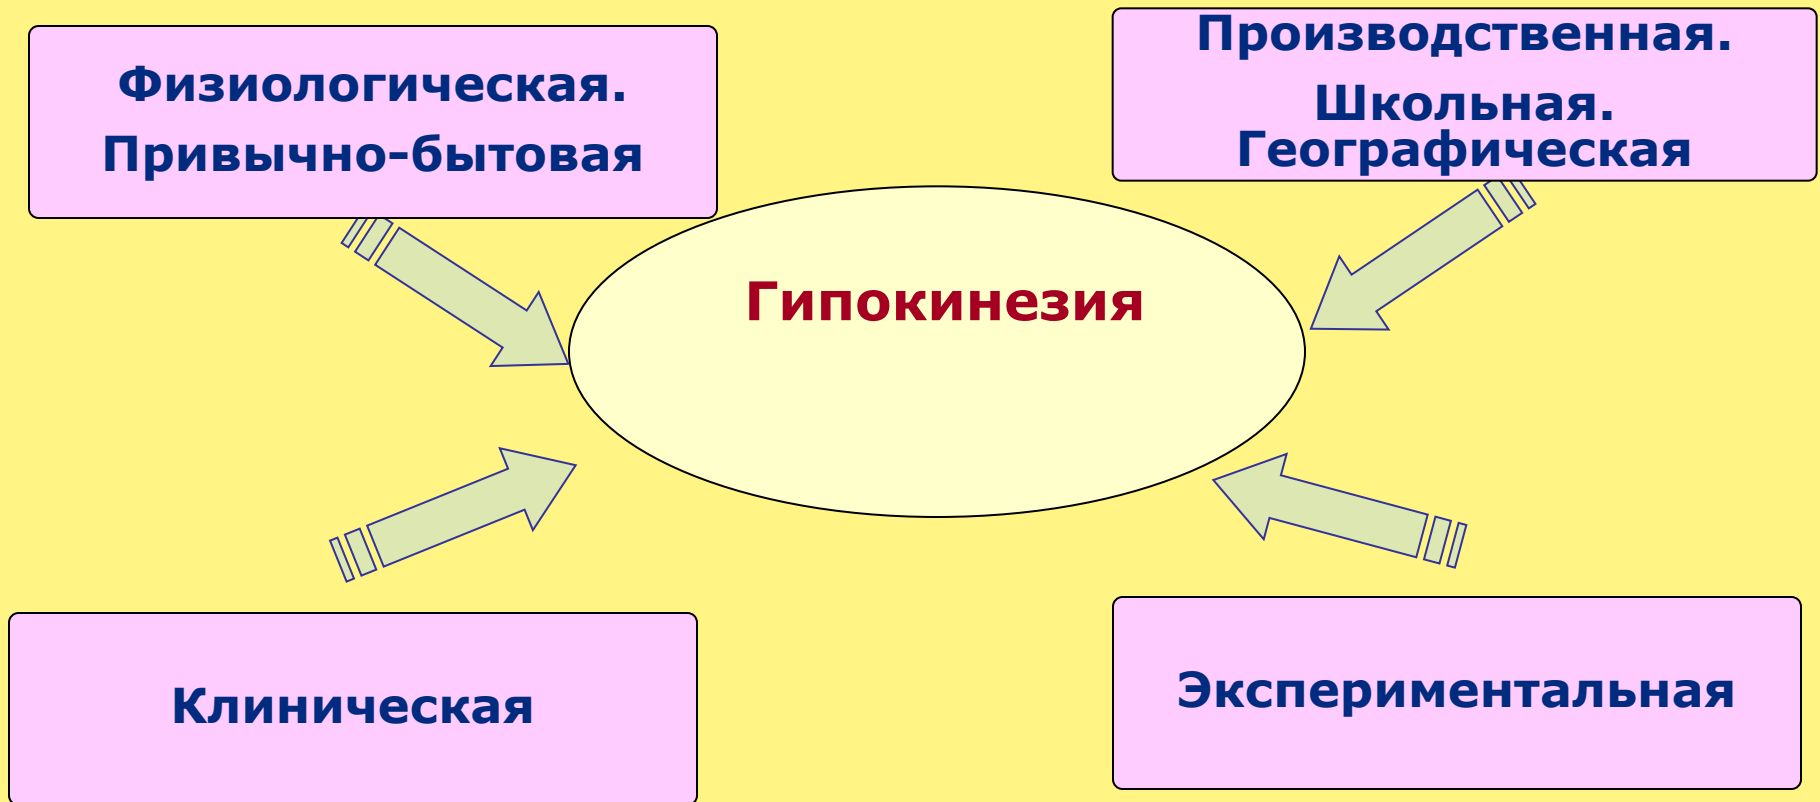 Физиологическая.
Привычно-бытовая
Производственная.
Школьная.
Географическая
Гипокинезия
Клиническая
Экспериментальная